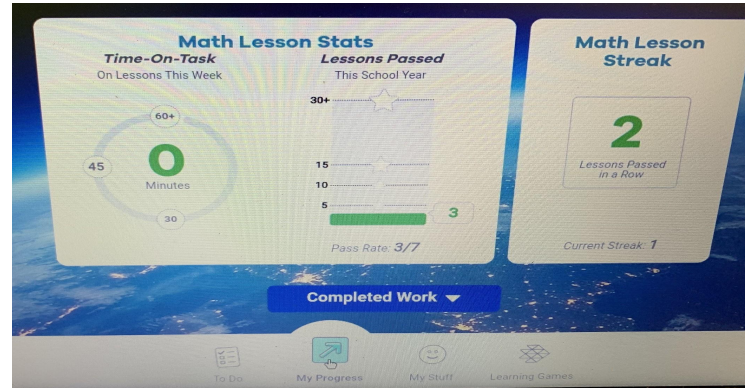 Math Lesson Stats
Time-On-Task
On Lessons This Week
60+
45
0
Minutes
30
Lessons Passed
This School Year
30+
15
10
5
3
Pass Rate: 3/7
Math Lesson
Streak
2
Lessons Passed
in a Row
Current Streak: 1
Completed Work
To Do
My Progress
My Stuff
Learning Games